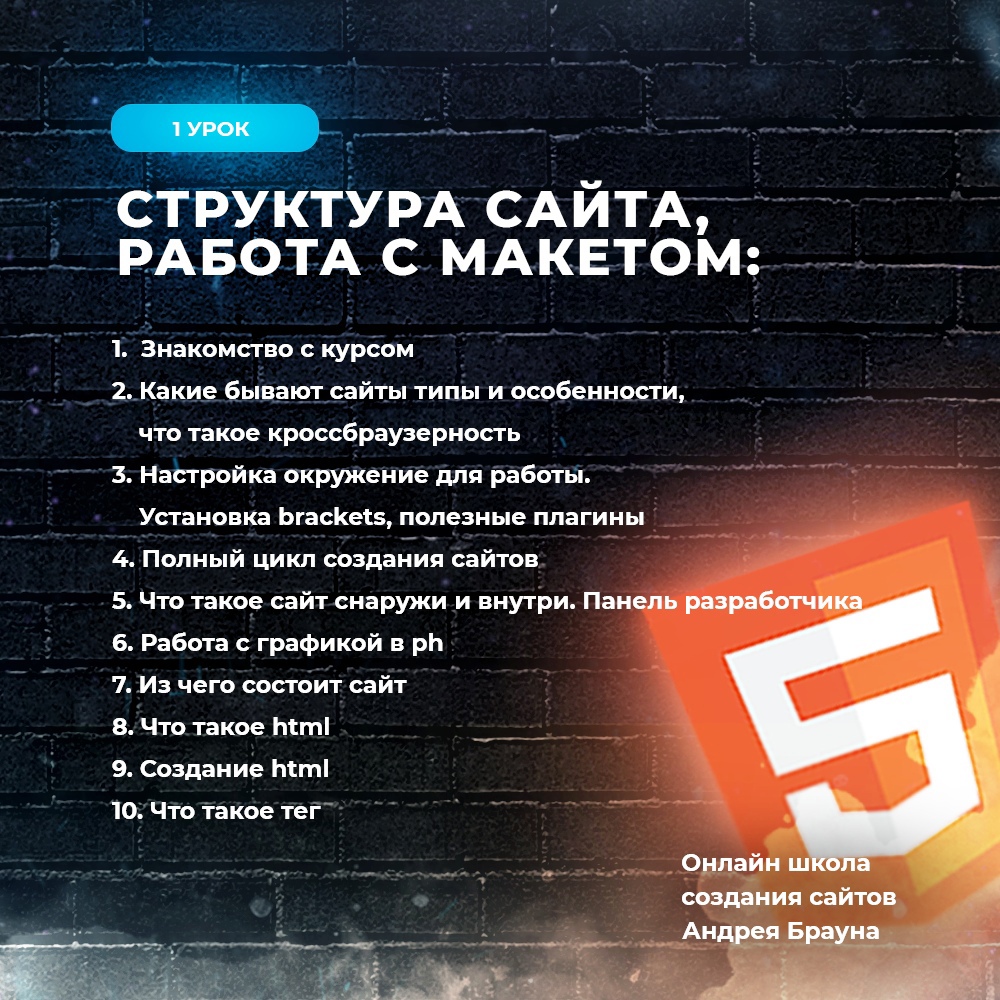 1 УРОК
СТРУКТУРА САЙТА,
РАБОТА С МАКЕТОМ:
1. Знакомство с курсом
2. Какие бывают сайты типы и особенности,
что такое кроссбраузерность
3. Настройка окружение для работы.
Установка brackets, полезные плагины
4. Полный цикл создания сайтов
5. Что такое сайт снаружи и внутри. Панель разработчика
6. Работа с графикой в ph
7. Из чего состоит сайт
8. Что такое html
9. Создание html
10. Что такое тег
5
Онлайн школа
создания сайтов
Андрея Брауна